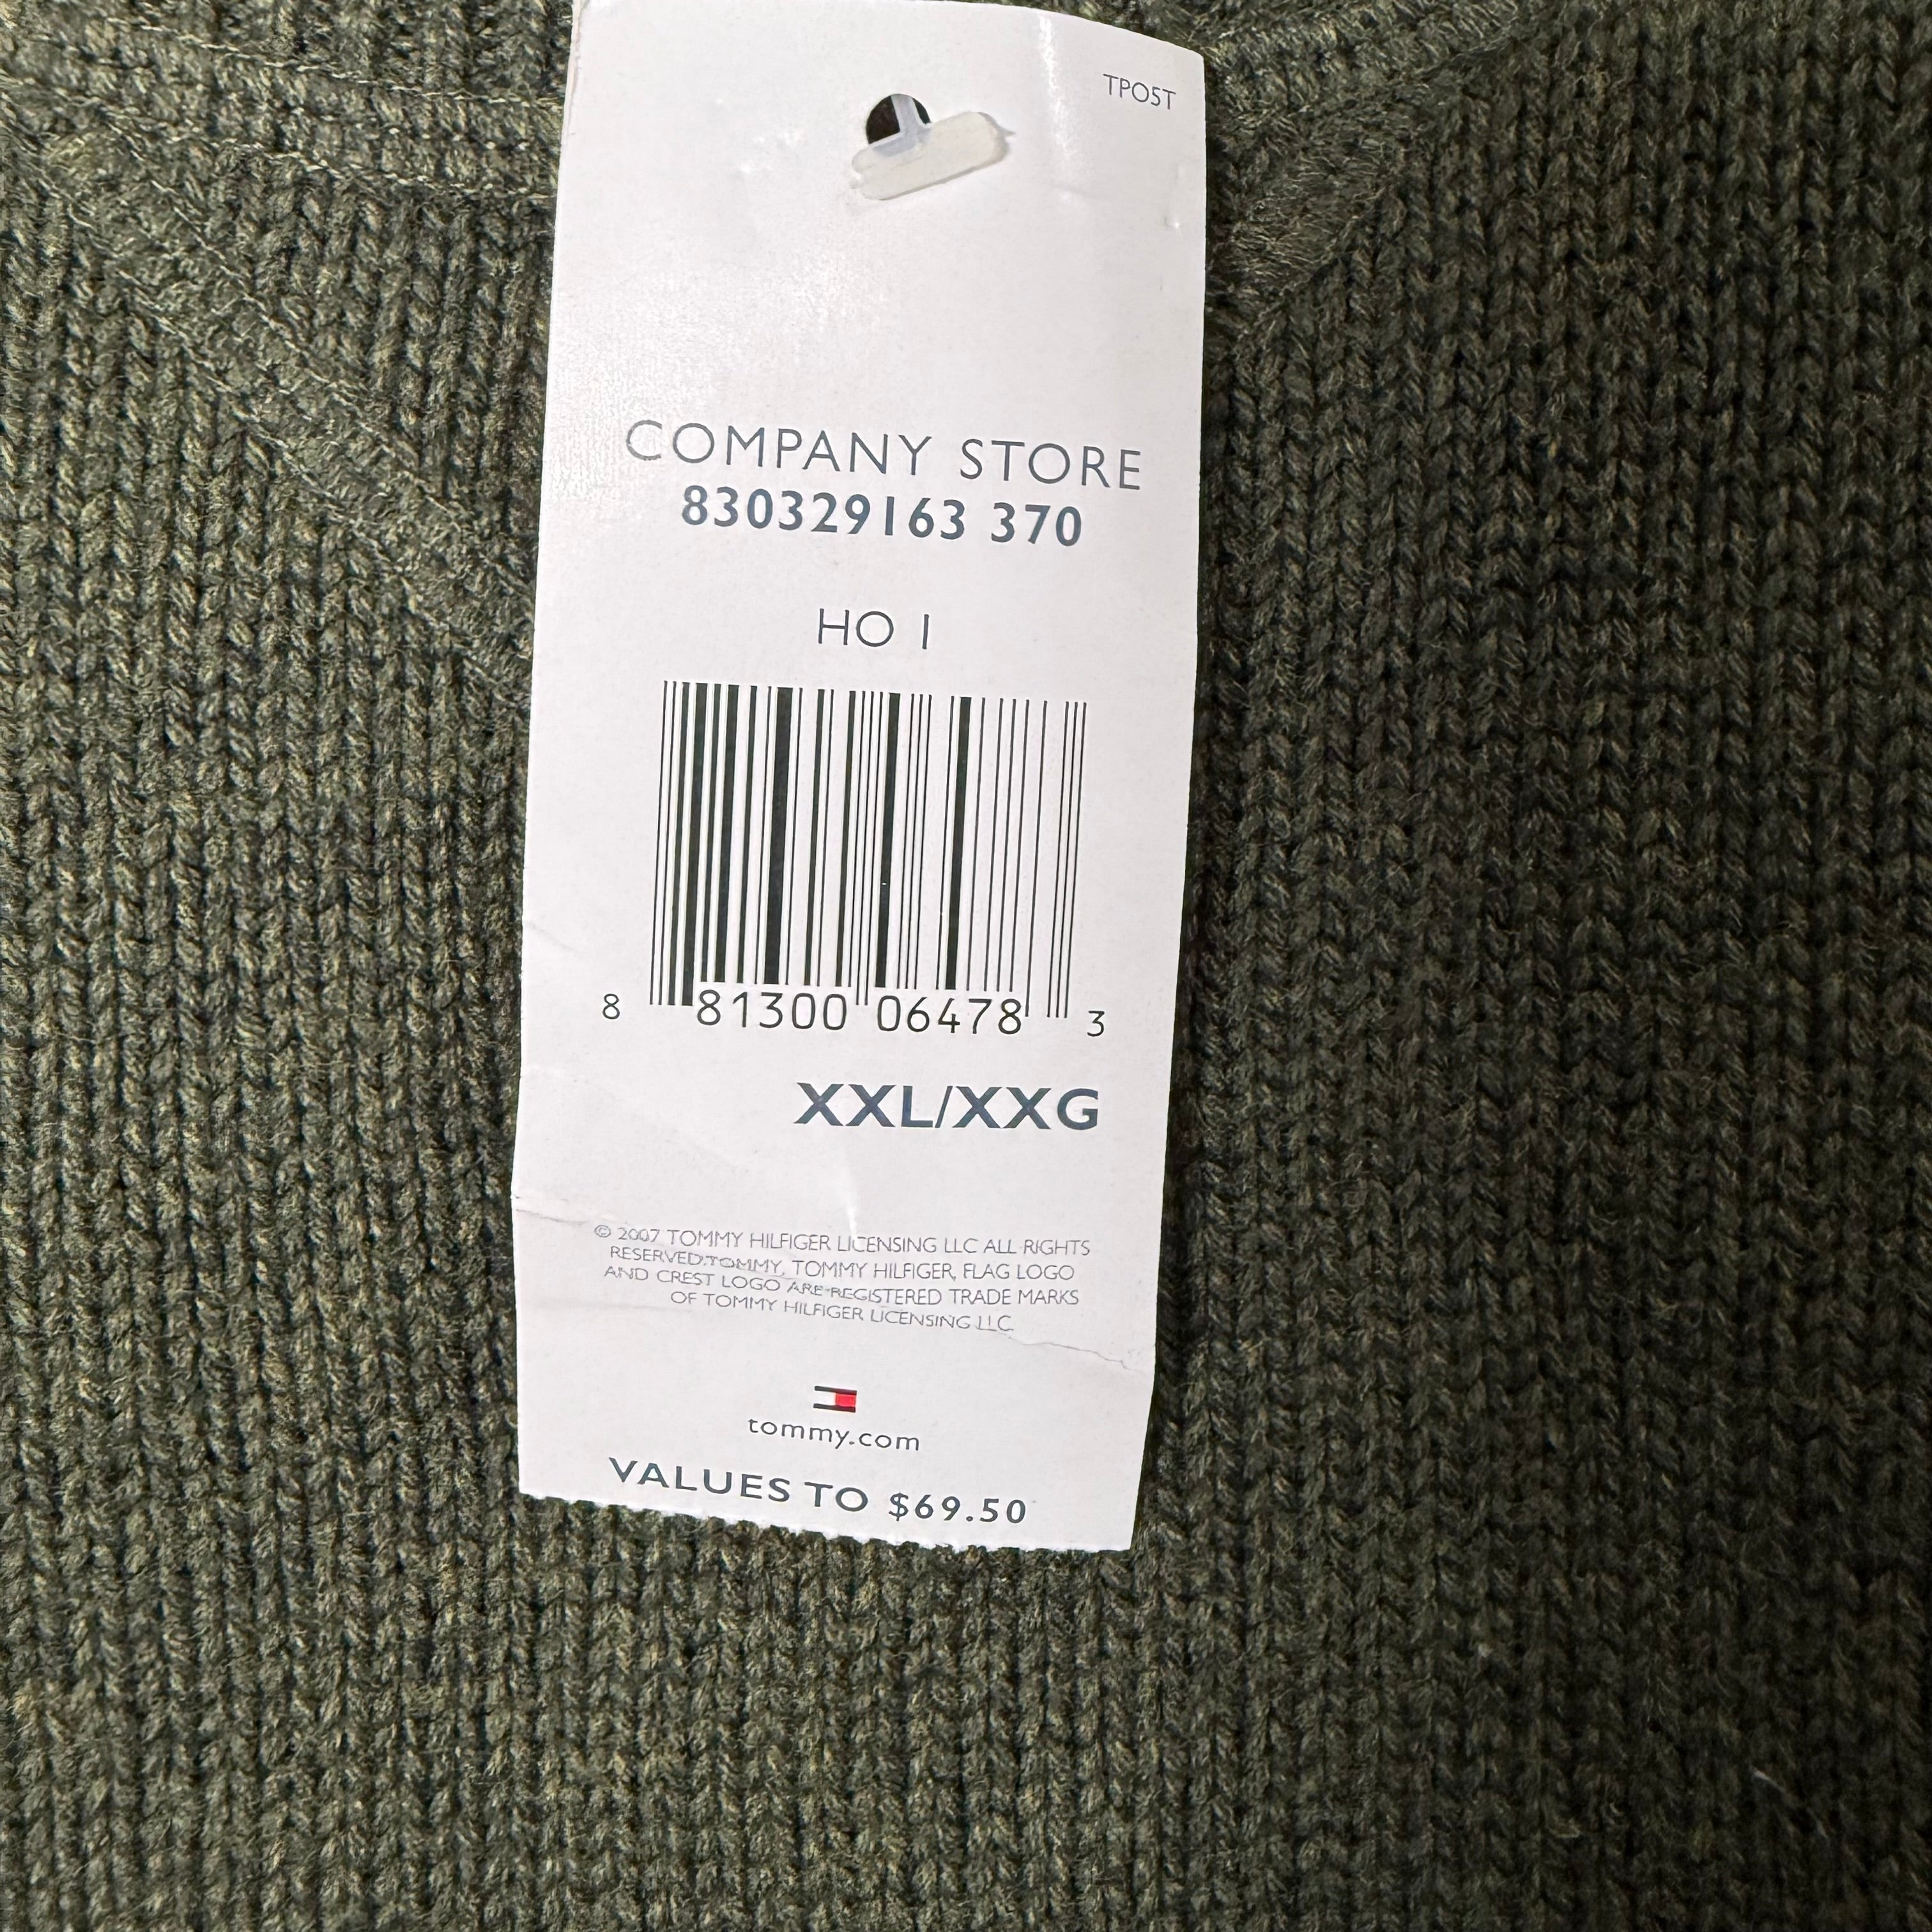 TPO5T
COMPANY STORE
830329163 370
HO 1
8 81300 06478 3
XXL/XXG
© 2007 TOMMY HILFIGER LICENSING LLC ALL RIGHTS
RESERVED. TOMMY, TOMMY HILFIGER, FLAG LOGO
AND CREST LOGO ARE REGISTERED TRADE MARKS
OF TOMMY HILFIGER LICENSING LLC
tommy.com
VALUES TO $69.50